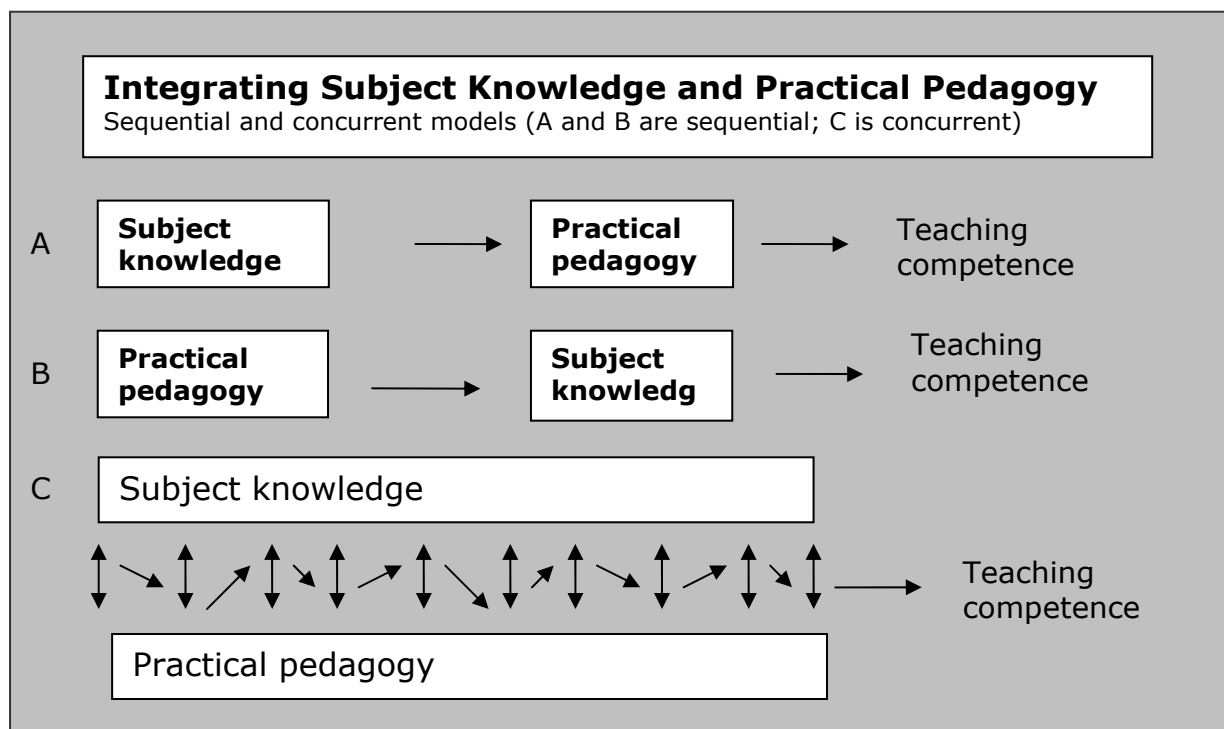 Integrating Subject Knowledge and Practical Pedagogy
Sequential and concurrent models (A and B are sequential; C is concurrent)
A
Subject
knowledge
Practical
pedagogy
Teaching
competence
B
Practical
pedagogy
Subject
knowledg
Teaching
competence
C
Subject knowledge
Teaching
competence
Practical pedagogy